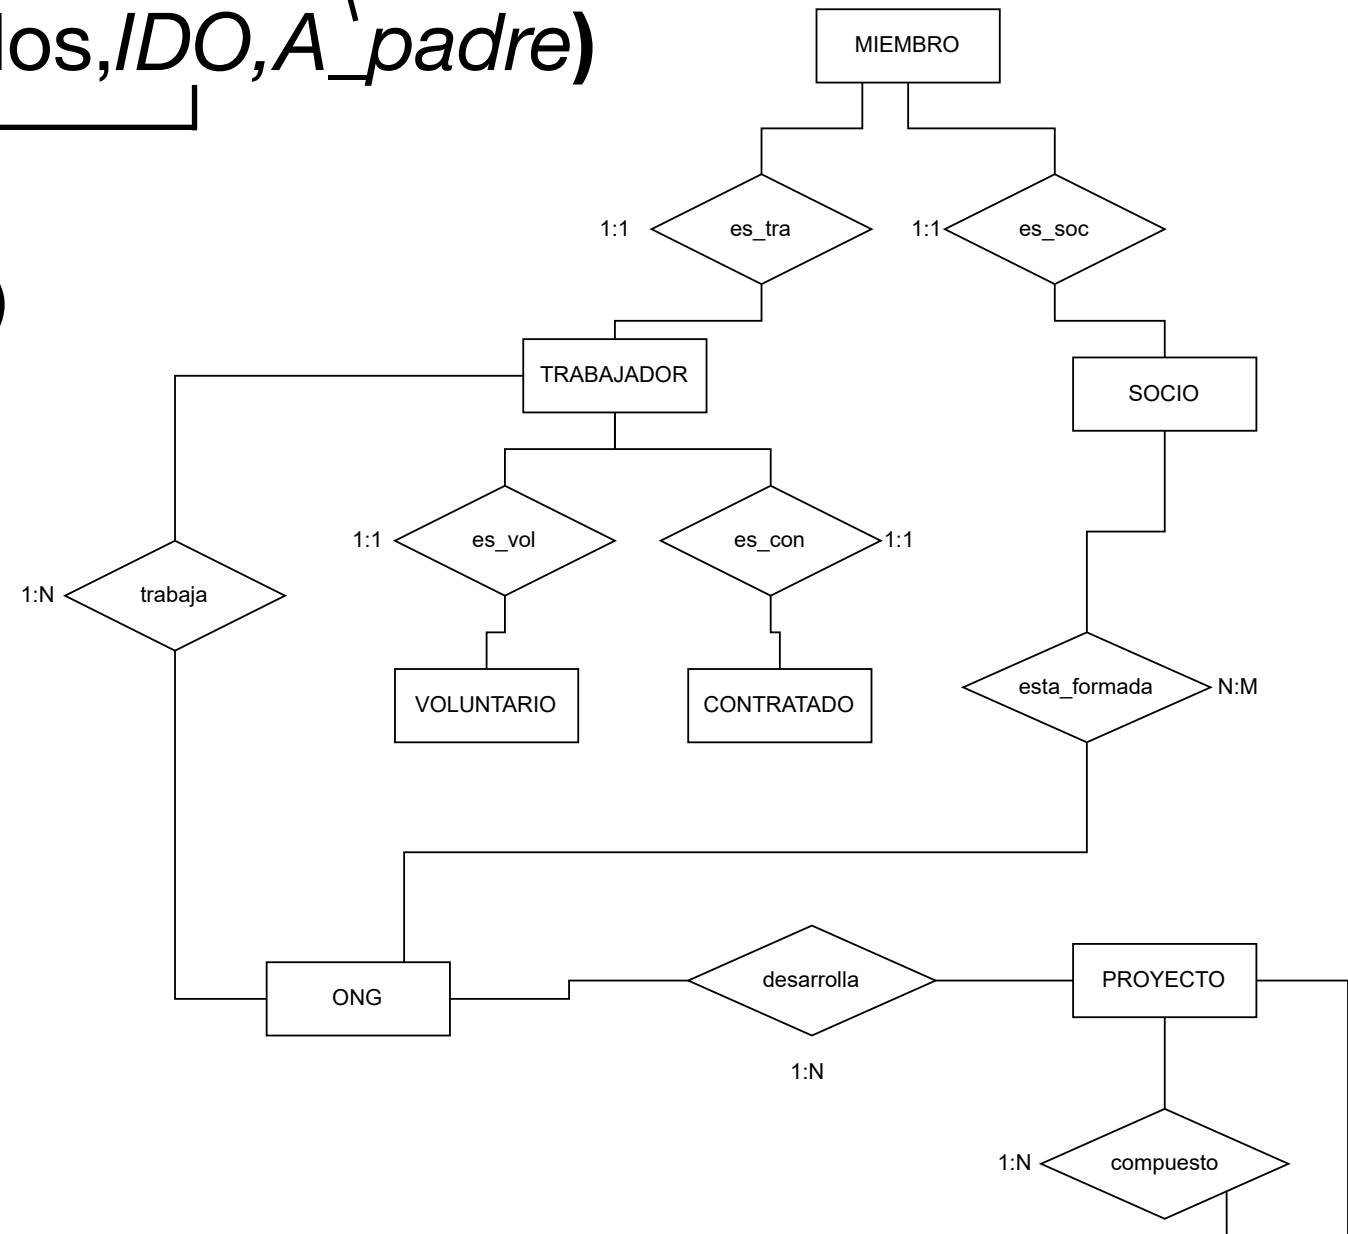 los,IDO,A_padre)
)
MIEMBRO
1:1 es_tra
1:1 es_soc
TRABAJADOR
SOCIO
1:1 es_vol
es_con 1:1
1:N trabaja
VOLUNTARIO
CONTRATADO
esta_formada N:M
ONG
desarrolla
PROYECTO
1:N
1:N compuesto